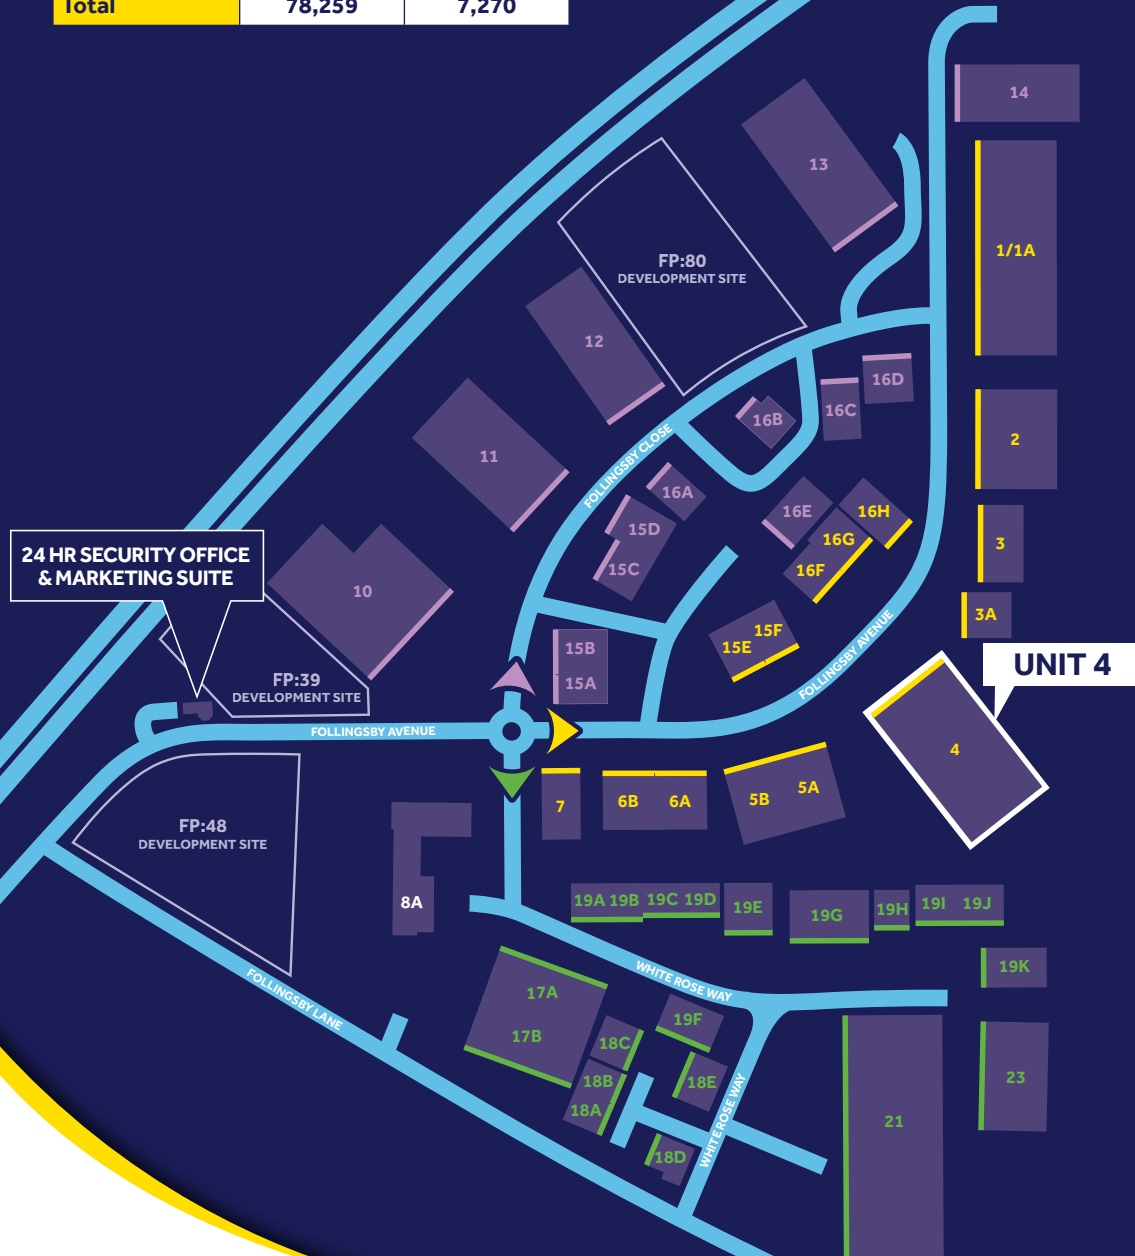 Total 78,259 7,270
14
13
1/1A
FP:80
DEVELOPMENT SITE
12
16D
16C
16B
2
11
FOLLINGSBY CLOSE
16A
16E
16H
15D
16G
3
15C
16F
24 HR SECURITY OFFICE
& MARKETING SUITE
10
3A
15F
15E
15B
15A
FOLLINGSBY AVENUE
UNIT 4
FP:39
DEVELOPMENT SITE
FOLLINGSBY AVENUE
4
7
6B
6A
5B
5A
FP:48
DEVELOPMENT SITE
8A
19A 19B 19C 19D
19E
19G
19H
19I
19J
WHITE ROSE WAY
19K
FOLLINGSBY LANE
17A
17B
19F
18C
18B
18A
18E
23
WHITE ROSE WAY
21
18D